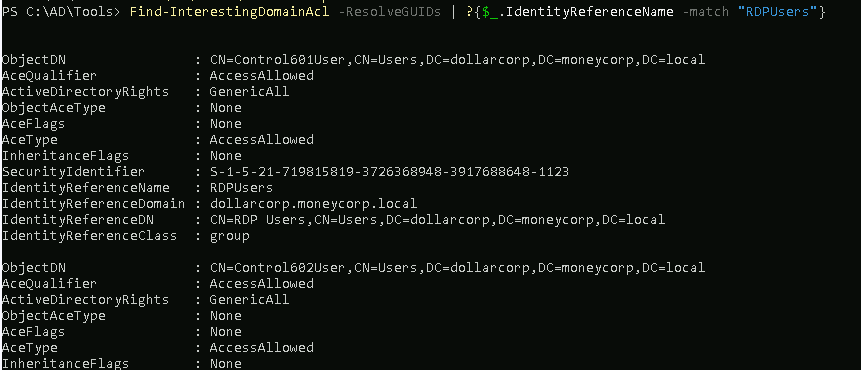 PS C:\AD\Tools> Find-InterestingDomainAcl -ResolveGUIDs | ?{$_.IdentityReferenceName -match "RDPUsers"}
ObjectDN : CN=Control601User,CN=Users,DC=dollarcorp,DC=moneycorp,DC=local
AceQualifier : AccessAllowed
ActiveDirectoryRights : GenericAll
ObjectAceType : None
AceFlags : None
AceType : AccessAllowed
InheritanceFlags : None
SecurityIdentifier : S-1-5-21-719815819-3726368948-3917688648-1123
IdentityReferenceName : RDPUsers
IdentityReferenceDomain : dollarcorp.moneycorp.local
IdentityReferenceDN : CN=RDP Users,CN=Users,DC=dollarcorp,DC=moneycorp,DC=local
IdentityReferenceClass : group
ObjectDN : CN=Control602User,CN=Users,DC=dollarcorp,DC=moneycorp,DC=local
AceQualifier : AccessAllowed
ActiveDirectoryRights : GenericAll
ObjectAceType : None
AceFlags : None
AceType : AccessAllowed
InheritanceFlags : None